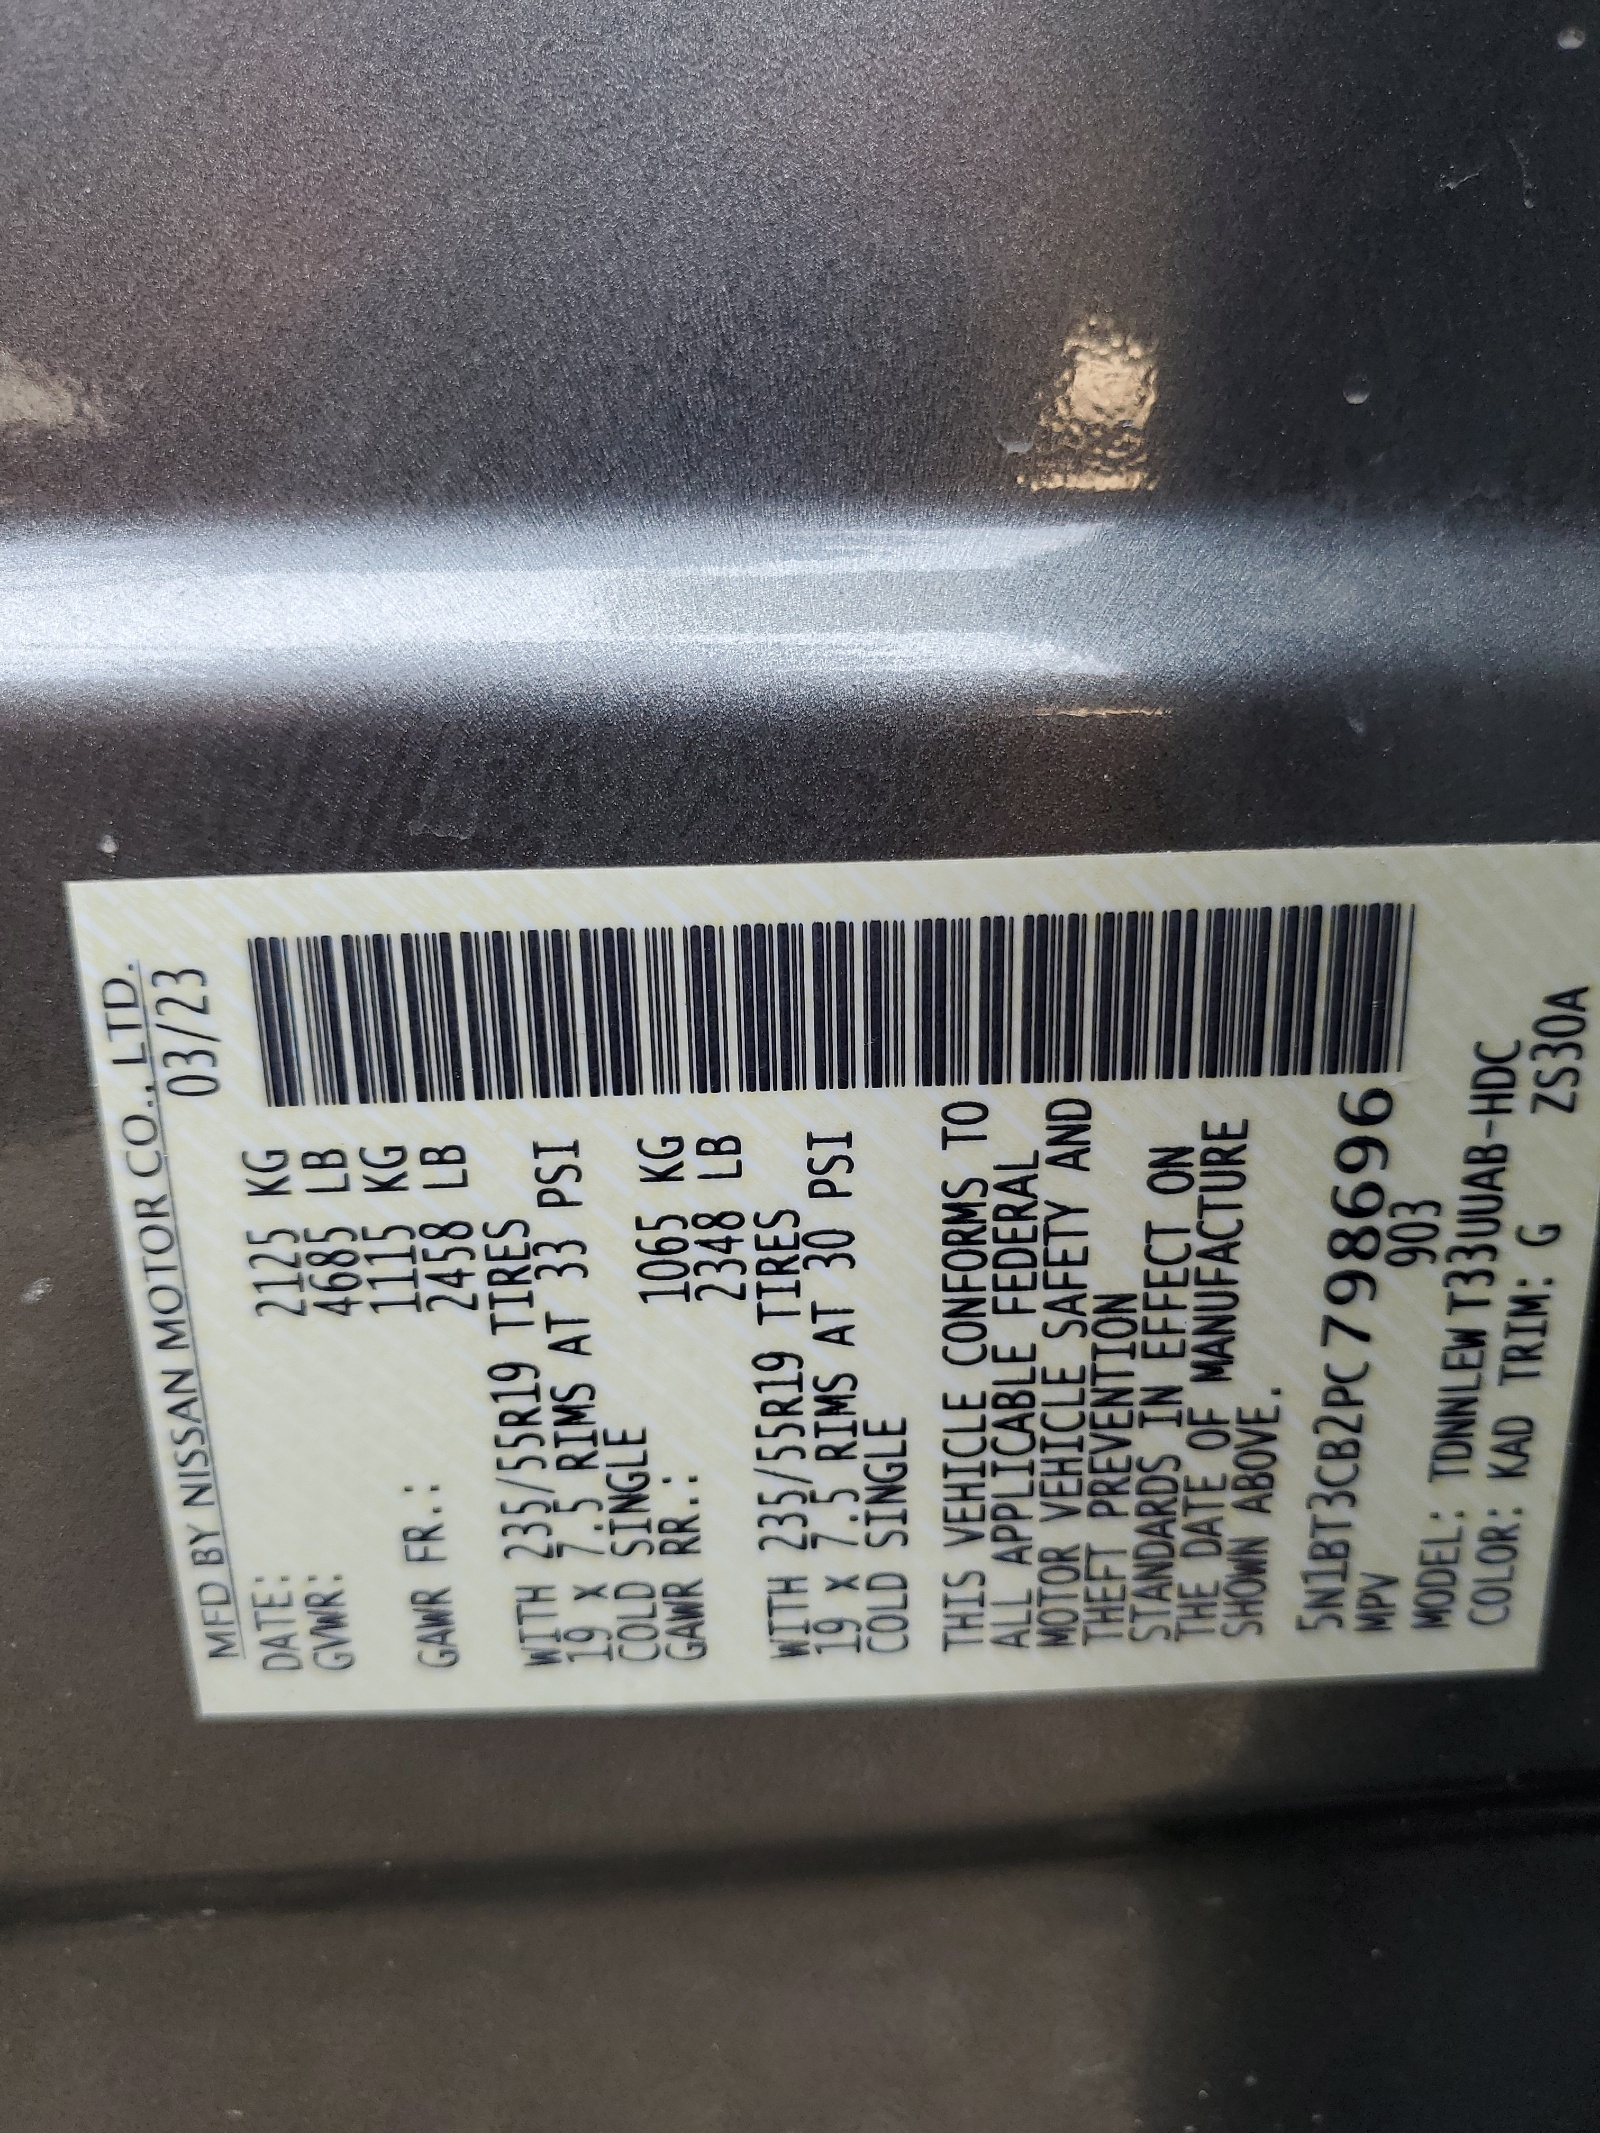 MFD BY NISSAN MOTOR CO., LTD.
DATE: 03/23
GVWR: 2125 KG
4685 LB
GAWR FR.: 1115 KG
2458 LB
WITH 235/55R19 TIRES
19 X 7.5 RIMS AT 33 PSI
COLD SINGLE
GAWR RR.: 1065 KG
2348 LB
WITH 235/55R19 TIRES
19 X 7.5 RIMS AT 30 PSI
COLD SINGLE
THIS VEHICLE CONFORMS TO
ALL APPLICABLE FEDERAL
MOTOR VEHICLE SAFETY AND
THEFT PREVENTION
STANDARDS IN EFFECT ON
THE DATE OF MANUFACTURE
SHOWN ABOVE.
5N1BT3CB2PC798696
MPV 903
MODEL: TDNNLEW T33UUAB-HDC
COLOR: KAD TRIM: G ZS30A